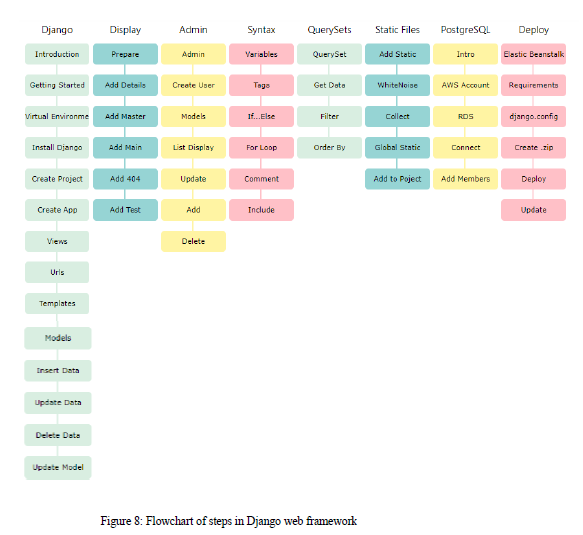 Django
Display
Admin
Syntax
QuerySets
Static Files
PostgreSQL
Deploy
Introduction
Prepare
Admin
Variables
QuerySet
Add Static
Intro
Elastic Beanstalk
Getting Started
Add Details
Create User
Tags
Get Data
WhiteNoise
AWS Account
Requirements
Virtual Environme
Add Master
Models
If...Else
Filter
Collect
RDS
django.config
Install Django
Add Main
List Display
For Loop
Order By
Global Static
Connect
Create .zip
Create Project
Add 404
Update
Comment
Add to Poject
Add Members
Deploy
Create App
Add Test
Add
Include
Update
Views
Delete
Urls
Templates
Models
Insert Data
Update Data
Delete Data
Update Model
Figure 8: Flowchart of steps in Django web framework